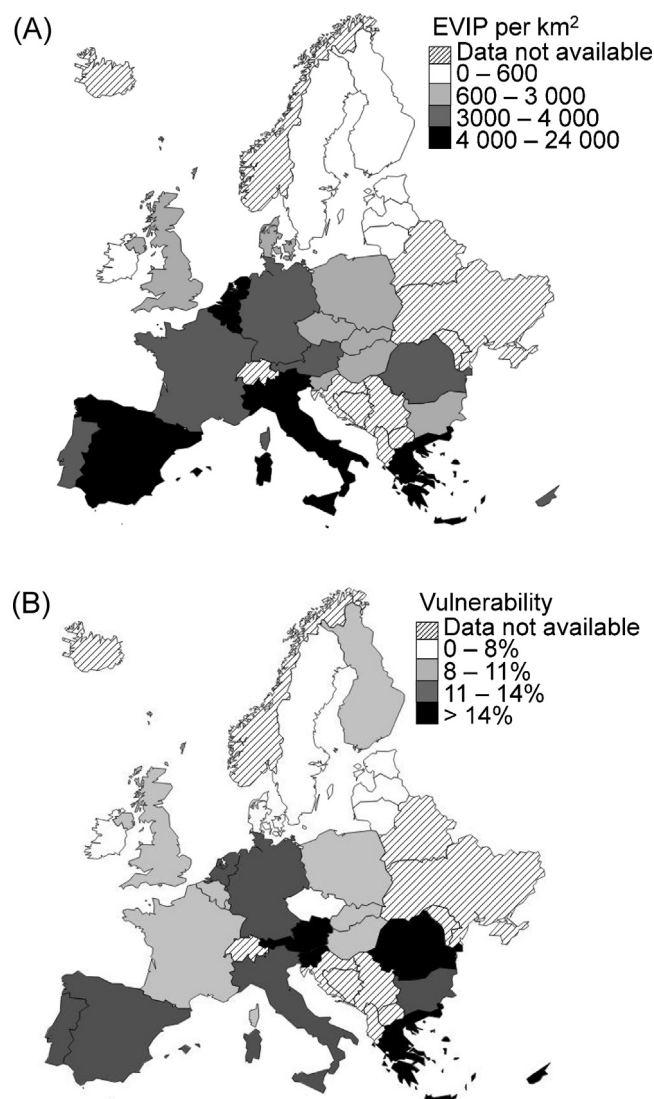 (A)
EVIP per km²
Data not available
0 – 600
600 – 3 000
3000 – 4 000
4 000 – 24 000
(B)
Vulnerability
Data not available
0 – 8%
8 – 11%
11 – 14%
> 14%